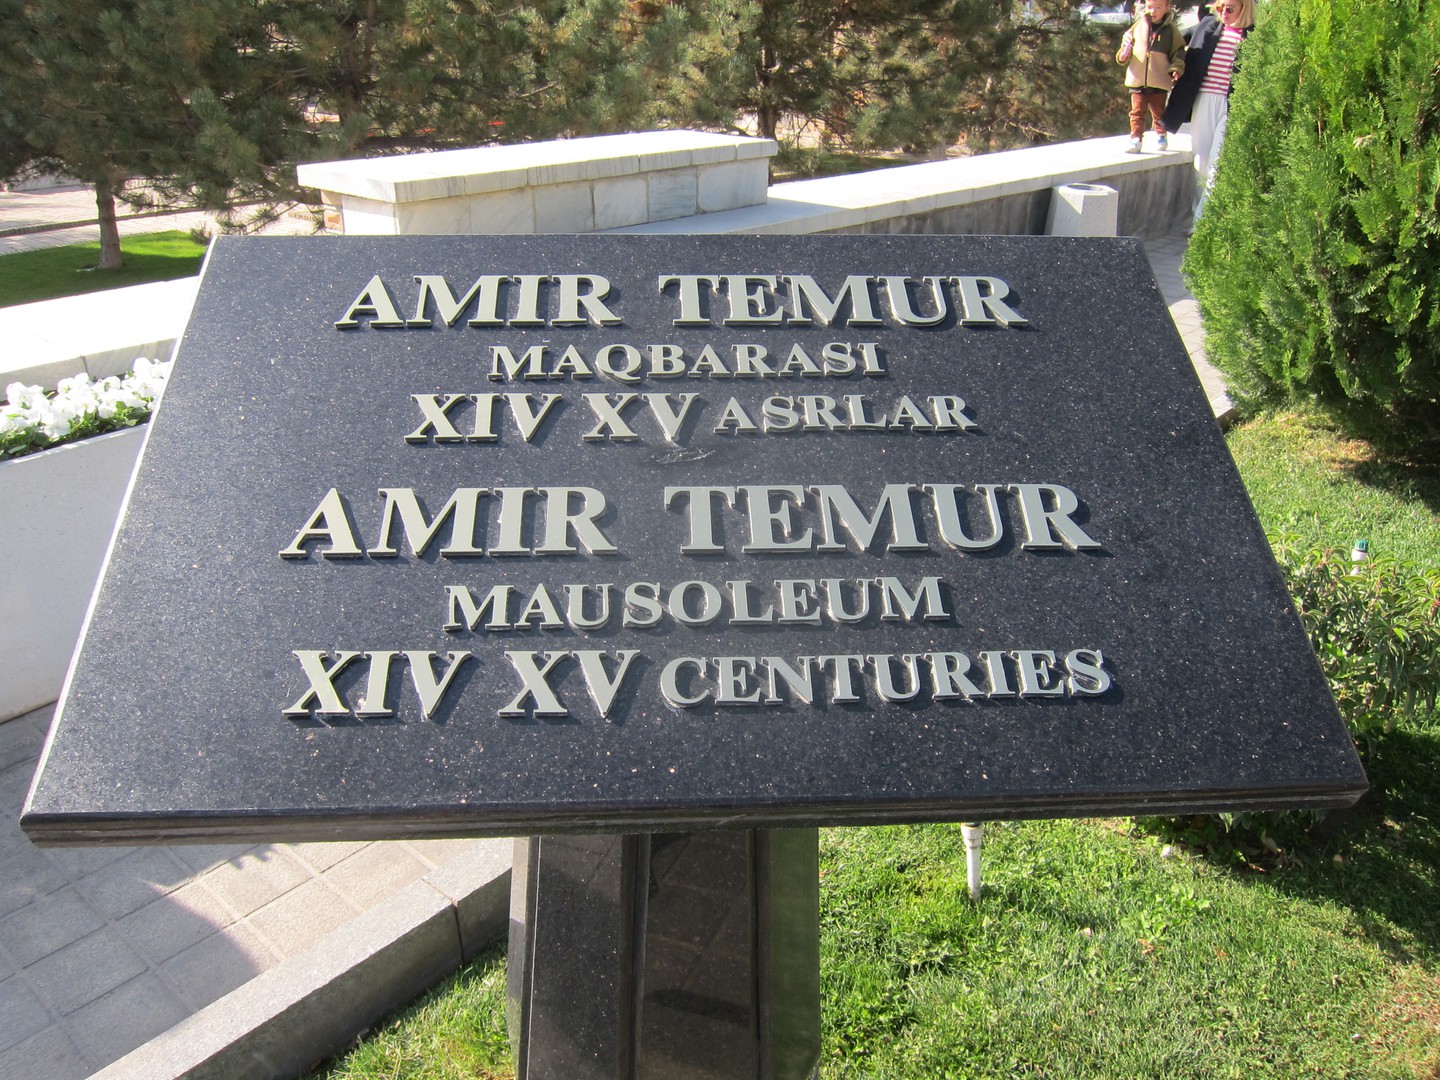 AMIR TEMUR
MAQBARASI
XIV XV ASRLAR
AMIR TEMUR
MAUSOLEUM
XIV XV CENTURIES